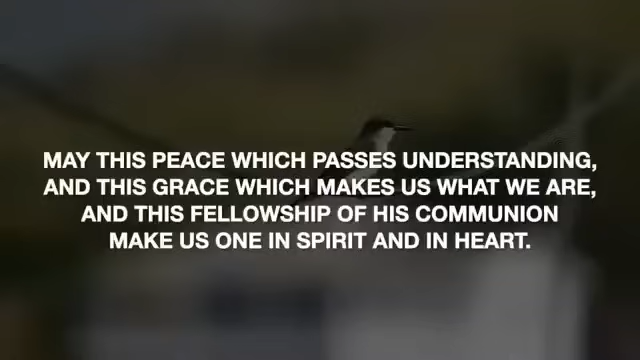 MAY THIS PEACE WHICH PASSES UNDERSTANDING,
AND THIS GRACE WHICH MAKES US WHAT WE ARE,
AND THIS FELLOWSHIP OF HIS COMMUNION
MAKE US ONE IN SPIRIT AND IN HEART.